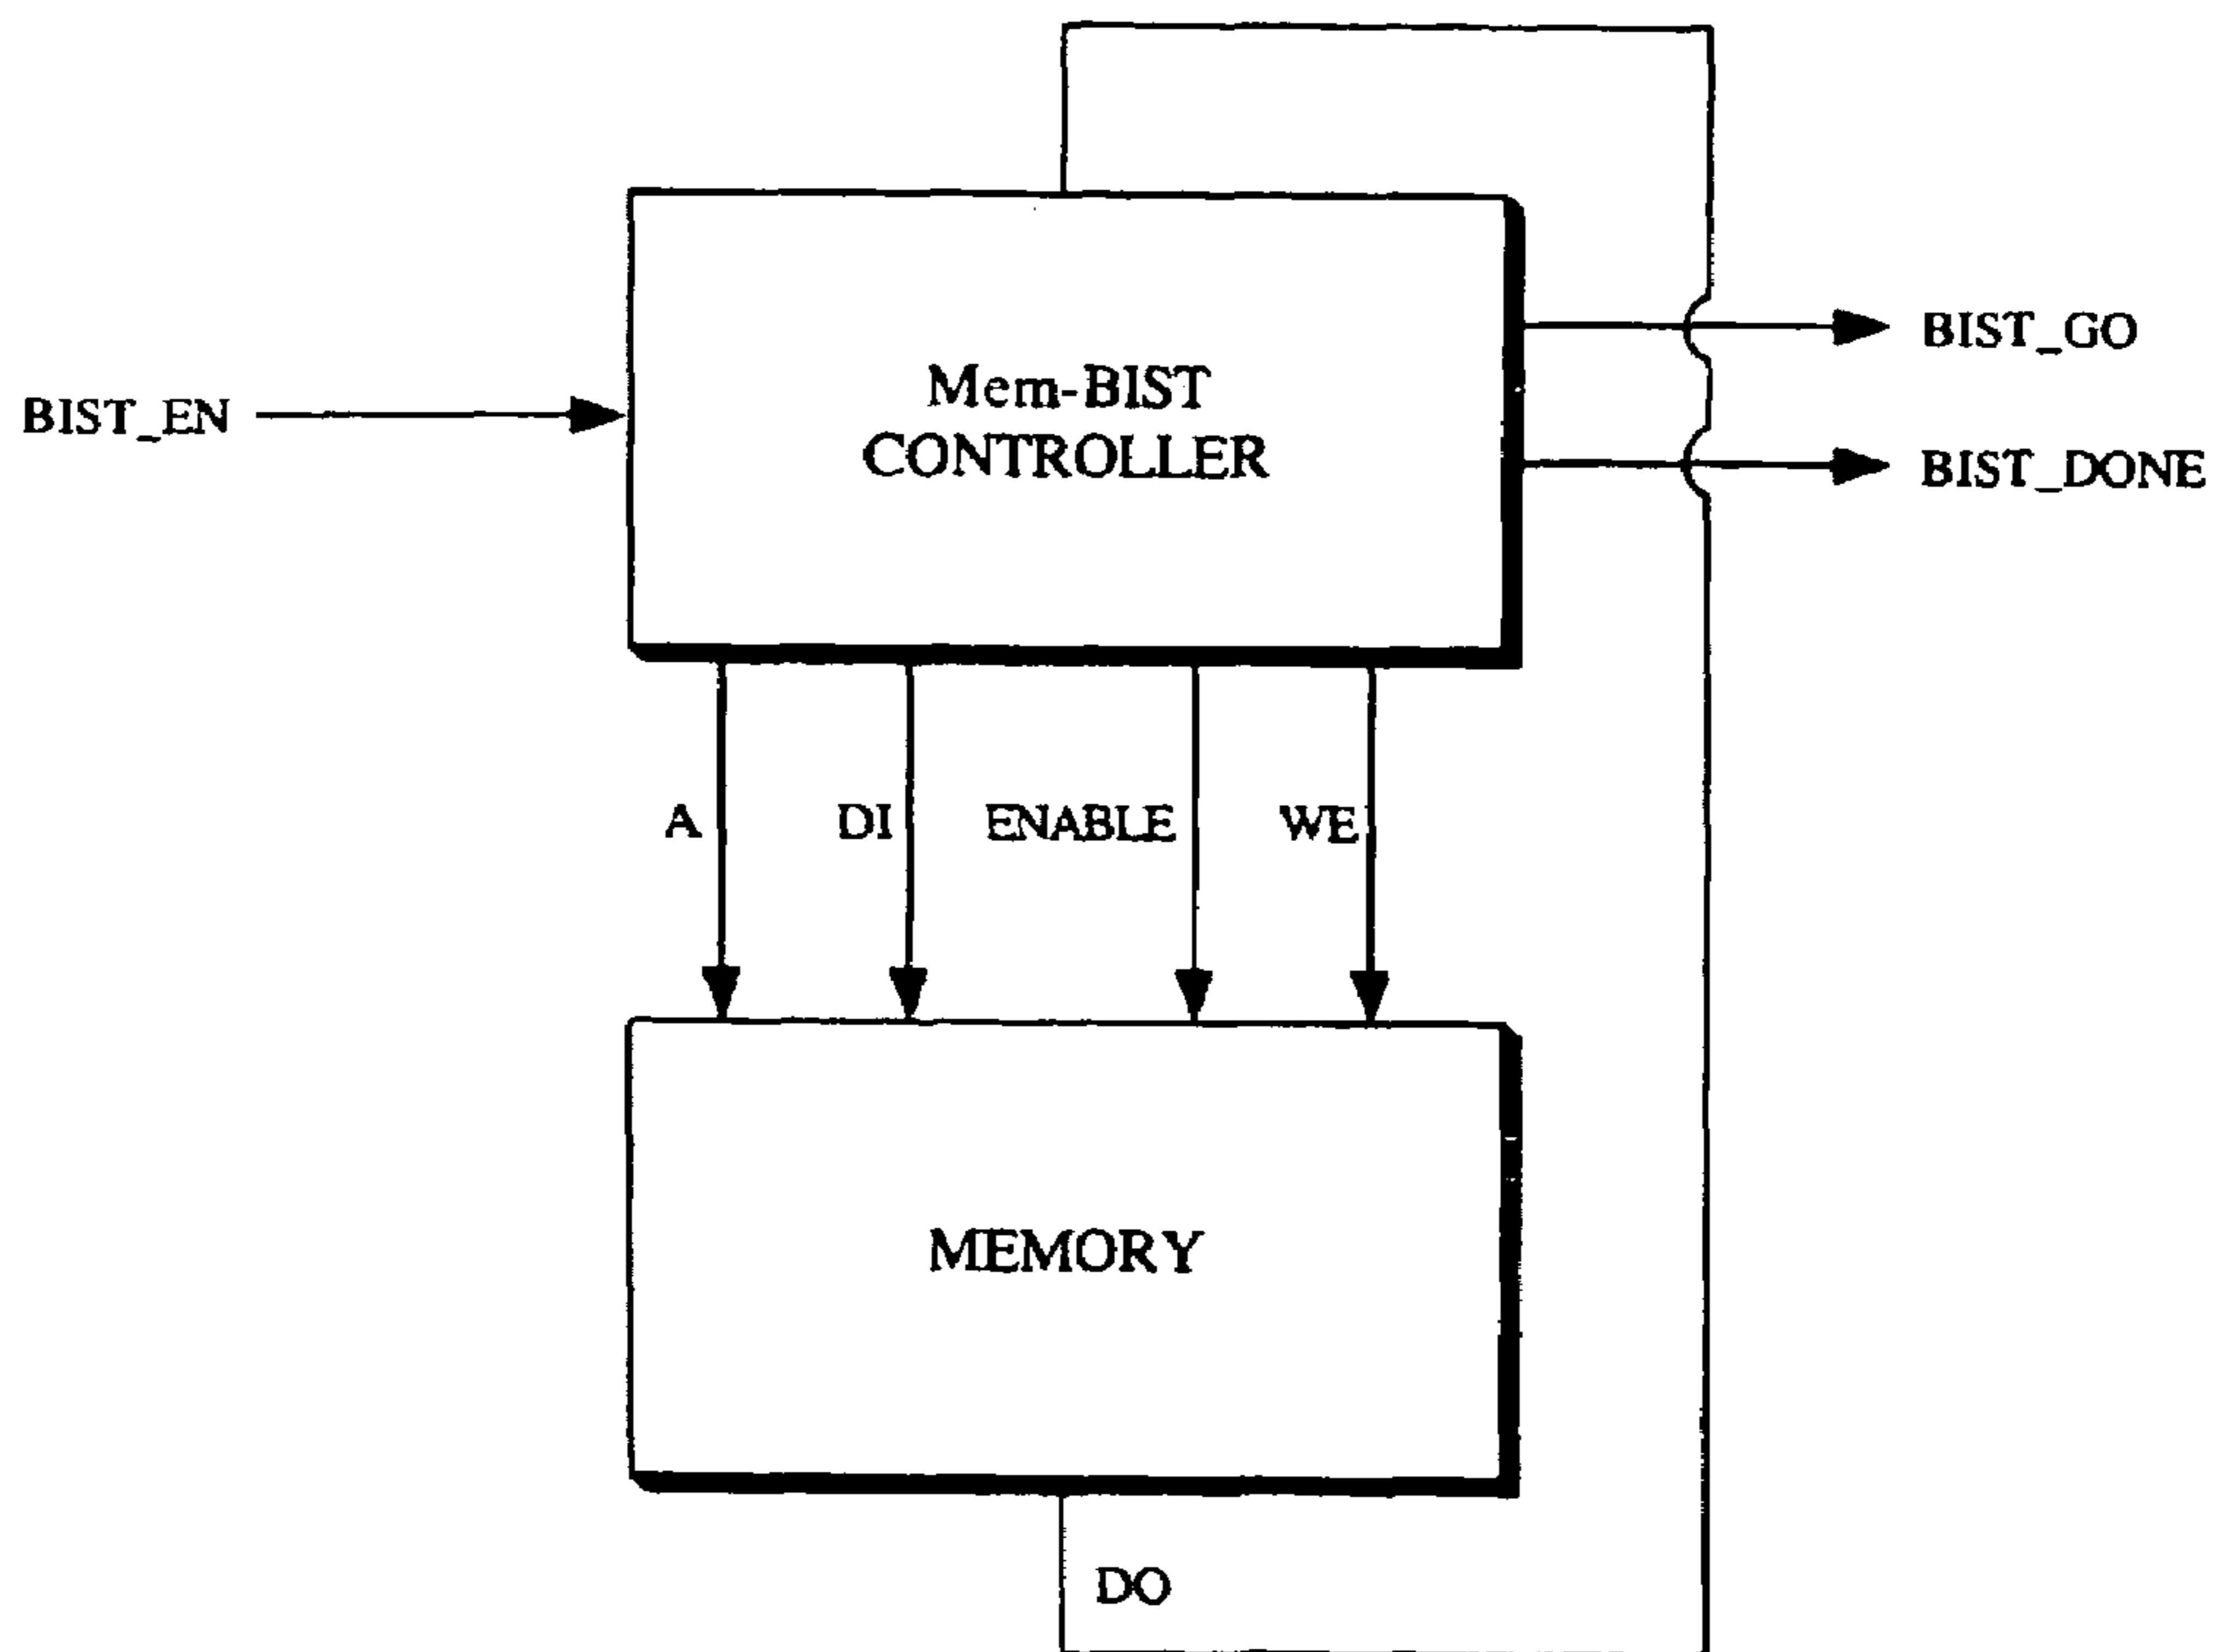 BIST_GO
Mem-BIST
BIST_EN
CONTROLLER
BIST_DONE
A
DI
ENABLE
WE
MEMORY
DO